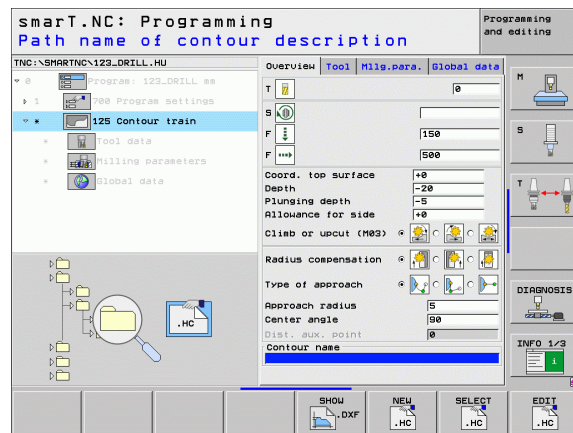 smarT.NC: Programming
Path name of contour description
Programming
and editing
TNC:\SMARTNC\123_DRILL.HU
0 Program: 123_DRILL mm
1 700 Program settings
* 125 Contour train
* Tool data
* Milling parameters
* Global data
.HC
Overview Tool Mllg.para. Global data
T 0
S
F 150
F 500
Coord. top surface +0
Depth -20
Plunging depth -5
Allowance for side +0
Climb or upcut (M03)
Radius compensation
Type of approach
Approach radius 5
Center angle 90
Dist. aux. point 0
Contour name
M
S
T
DIAGNOSIS
INFO 1/3
i
SHOW
.DXF
NEW
.HC
SELECT
.HC
EDIT
.HC